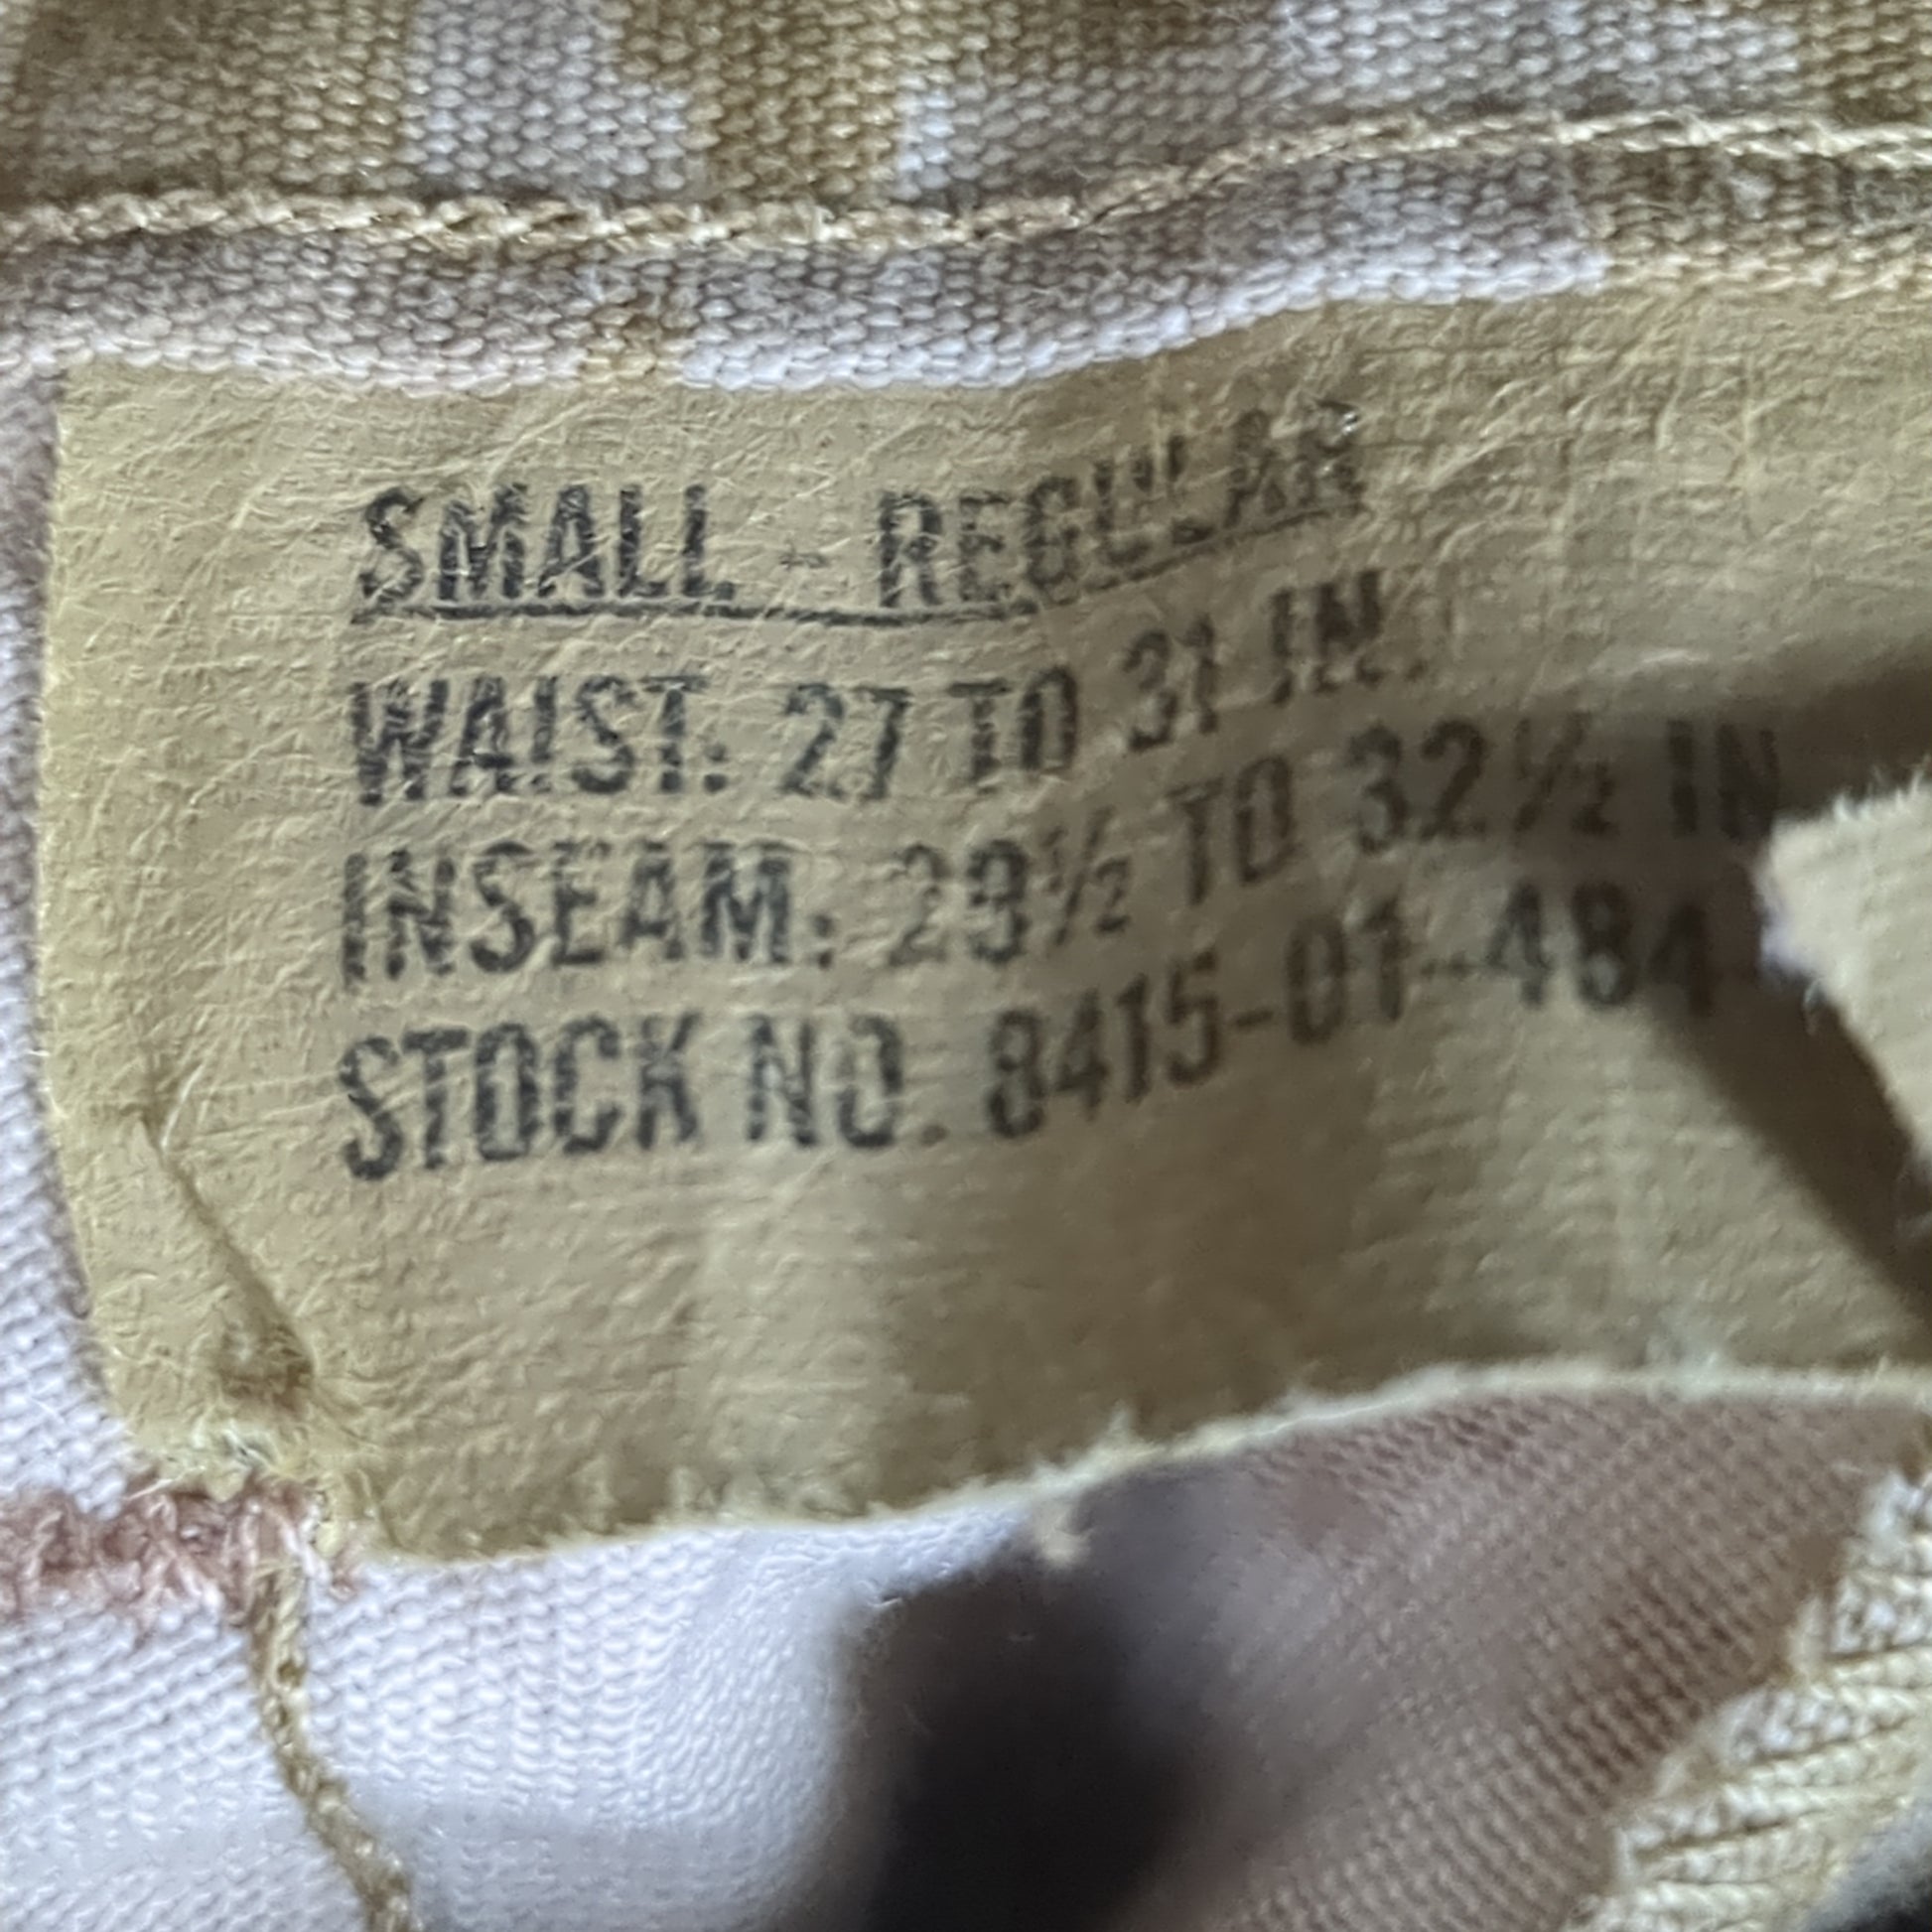 SMALL - REGULAR
WAIST: 27 TO 31 IN.
INSEAM: 29½ TO 32½ IN
STOCK NO. 8415-01-484